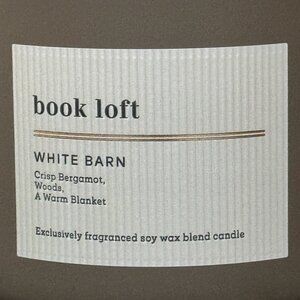 book loft
WHITE BARN
Crisp Bergamot,
Woods,
A Warm Blanket
Exclusively fragranced soy wax blend candle